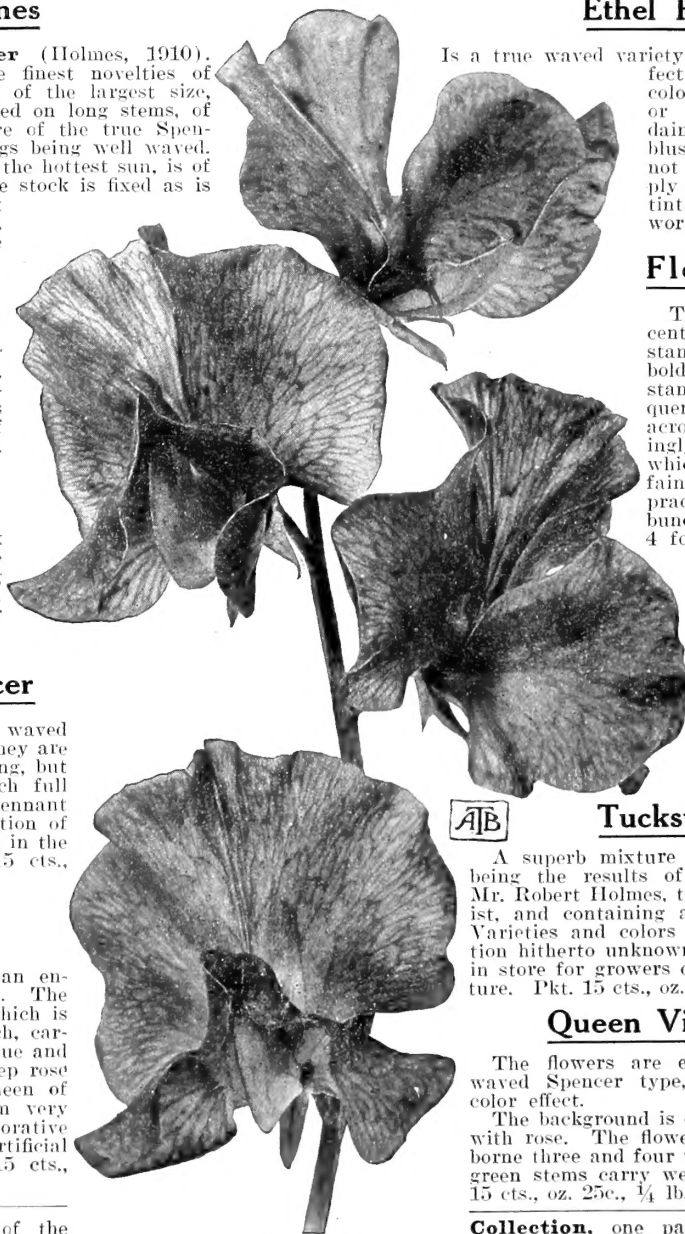 nes
er (Holmes, 1910).
e finest novelties of
of the largest size,
ed on long stems, of
re of the true Spen-
gs being well waved.
the hottest sun, is of
e stock is fixed as is
cer
waved
hey are
ng, but
ch full
ennant
tion of
in the
5 cts.,
an en-
. The
which is
ch, car-
ue and
ep rose
een of
n very
orative
rtificial
5 cts.,
of the
Ethel
Is a true waved variety
fect
colo
or
dain
blus
not
ply
tint
wor
Flo
T
cent
stan
bold
stan
quen
acro
ingl
whic
fain
prac
bunc
4 fo
ATB
Tucks
A superb mixture
being the results of
Mr. Robert Holmes, t
ist, and containing a
Varieties and colors
tion hitherto unknown
in store for growers o
ture. Pkt. 15 cts., oz.
Queen Vi
The flowers are e
waved Spencer type,
color effect.
The background is
with rose. The flowe
borne three and four
green stems carry we
15 cts., oz. 25c., ¼ lb.
Collection, one pa